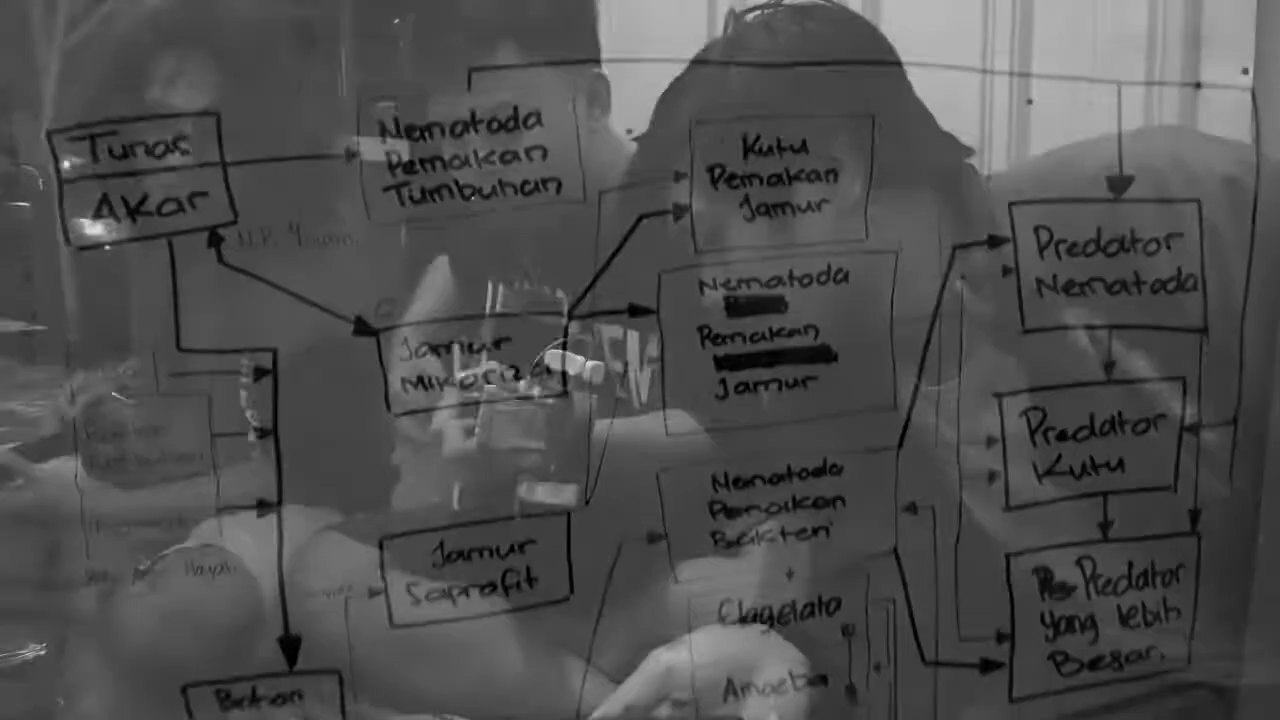 Tunas
Akar
Nematoda
Pemakan
Tumbuhan
Kutu
Pemakan
Jamur
Predator
Nematoda
Nematoda
Pemakan
Jamur
Jamur
Mikoriza
Predator
Kutu
Nematoda
Pemakan
Bakteri
Jamur
Saprofit
Predator
yang lebih
Besar.
Flagelata
Amoeba